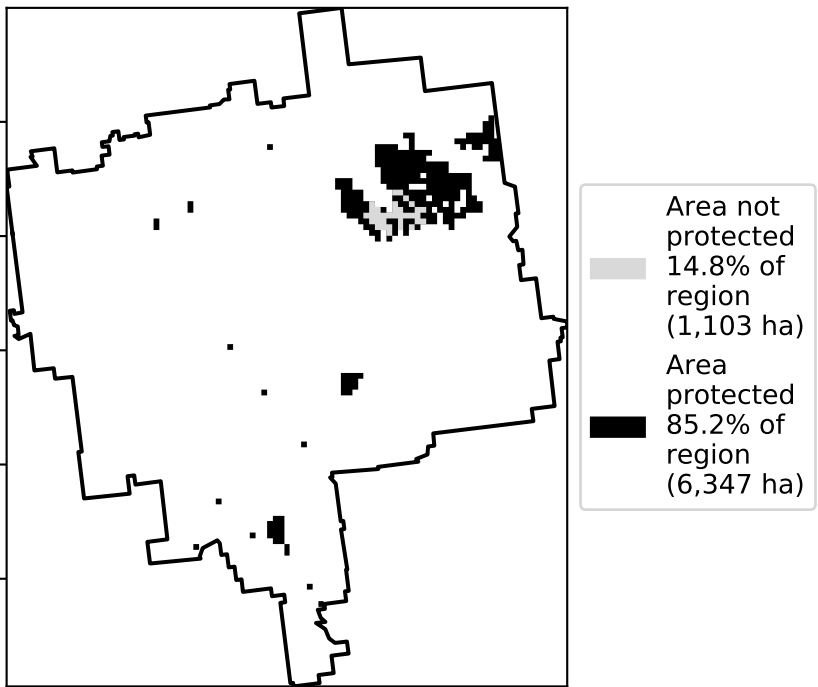 Area not
protected
14.8% of
region
(1,103 ha)
Area
protected
85.2% of
region
(6,347 ha)